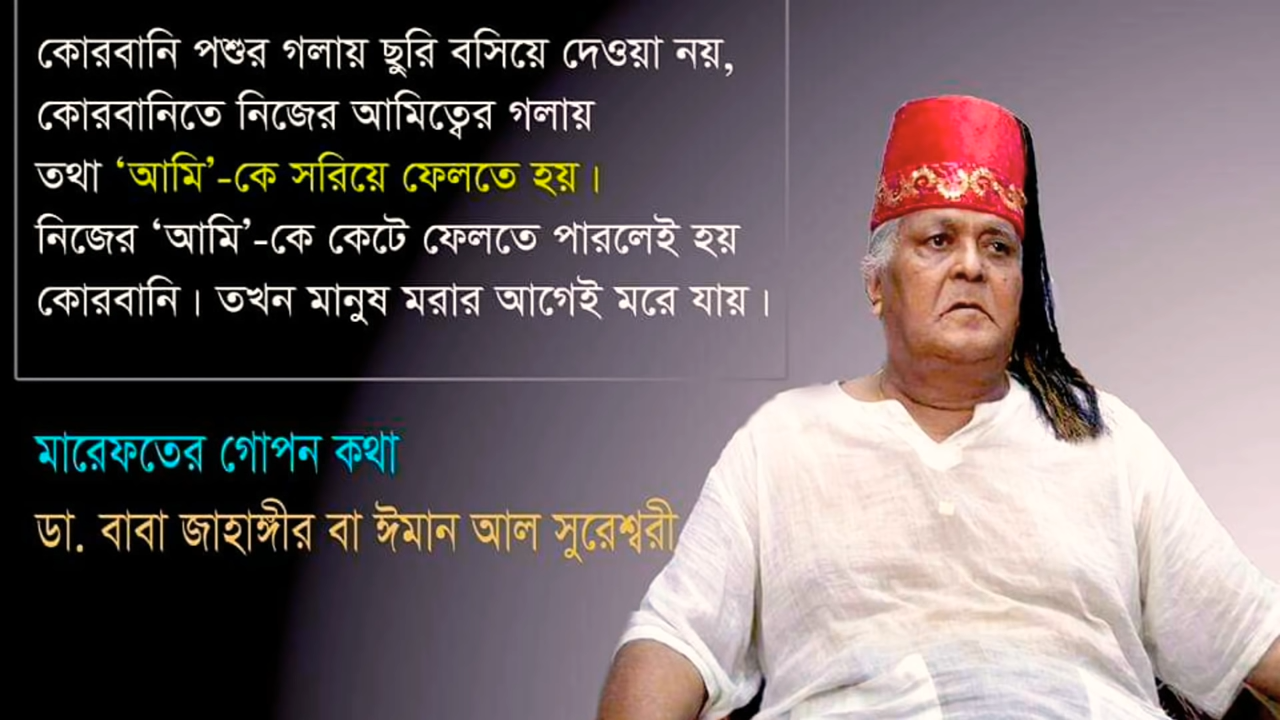 কোরবানি পশুর গলায় ছুরি বসিয়ে দেওয়া নয়,
কোরবানিতে নিজের আমিত্বের গলায়
তথা ‘আমি’-কে সরিয়ে ফেলতে হয়।
নিজের ‘আমি’-কে কেটে ফেলতে পারলেই হয়
কোরবানি। তখন মানুষ মরার আগেই মরে যায়।
মারেফতের গোপন কথা
ডা. বাবা জাহাঙ্গীর বা ঈমান আল সুরেশ্বরী